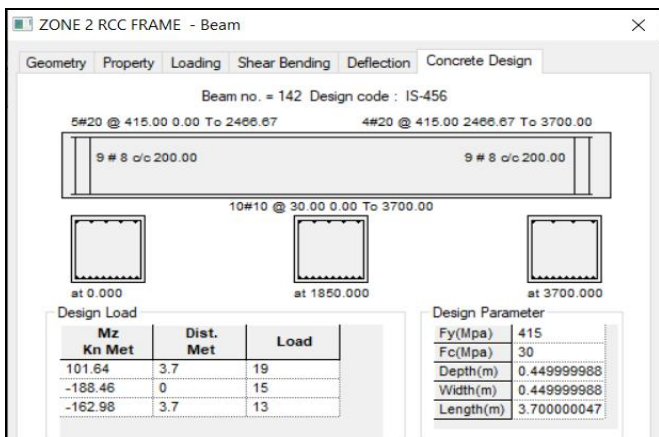 ZONE 2 RCC FRAME - Beam
Geometry Property Loading Shear Bending Deflection Concrete Design
Beam no. = 142 Design code : IS-456
5#20 @ 415.00 0.00 To 2466.67 4#20 @ 415.00 2466.67 To 3700.00
9 # 8 c/c 200.00 9 # 8 c/c 200.00
10#10 @ 30.00 0.00 To 3700.00
at 0.000 at 1850.000 at 3700.000
Design Load Design Parameter
Mz Kn Met Dist. Met Load
101.64 3.7 19
-188.46 0 15
-162.98 3.7 13
Fy(Mpa) 415
Fc(Mpa) 30
Depth(m) 0.449999988
Width(m) 0.449999988
Length(m) 3.700000047